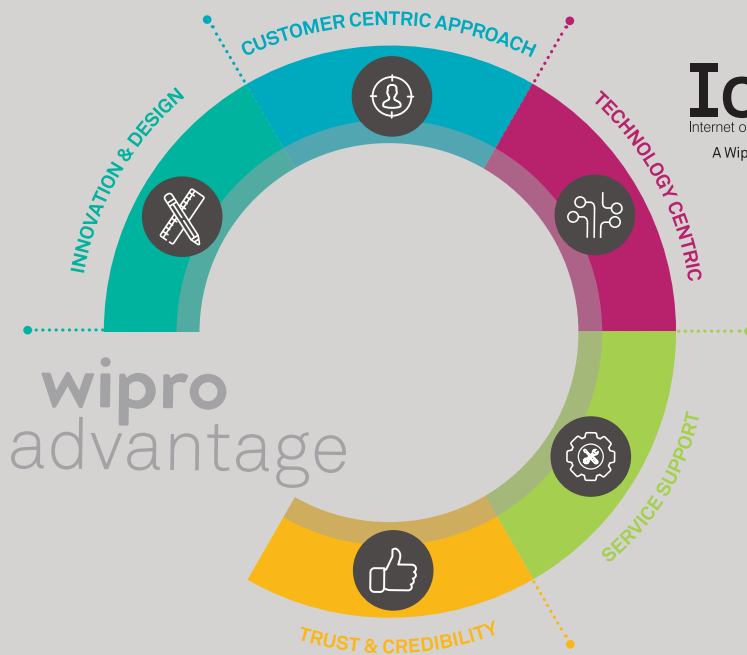 CUSTOMER CENTRIC APPROACH
INNOVATION & DESIGN
TECHNOLOGY CENTRIC
Internet o
A Wip
wipro
advantage
SERVICE SUPPORT
TRUST & CREDIBILITY